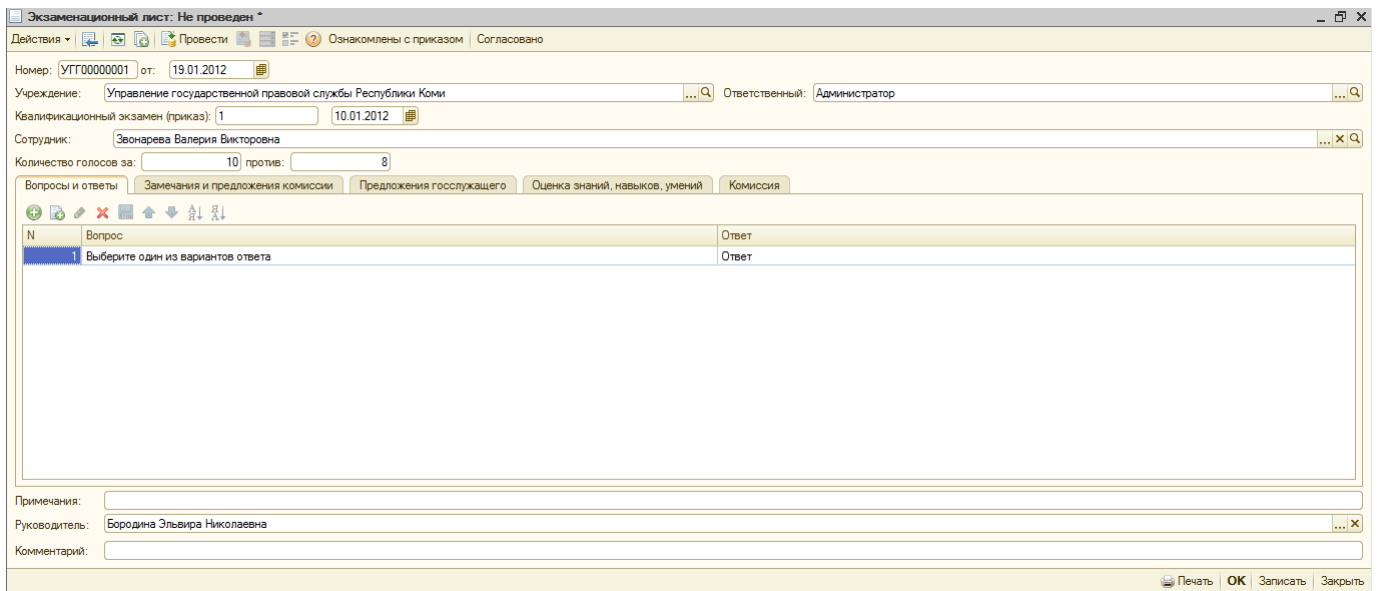 Экзаменационный лист: Не проведен *
Действия Провести Ознакомлены с приказом Согласовано
Номер: УГГ00000001 от: 19.01.2012
Учреждение: Управление государственной правовой службы Республики Коми ... Ответственный: Администратор ...
Квалификационный экзамен (приказ): 1 10.01.2012
Сотрудник: Звонарева Валерия Викторовна ...
Количество голосов за: 10 против: 8
Вопросы и ответы Замечания и предложения комиссии Предложения госслужащего Оценка знаний, навыков, умений Комиссия
N Вопрос Ответ
1 Выберите один из вариантов ответа Ответ
Примечания:
Руководитель: Бородина Эльвира Николаевна ...
Комментарий:
Печать OK Записать Закрыть